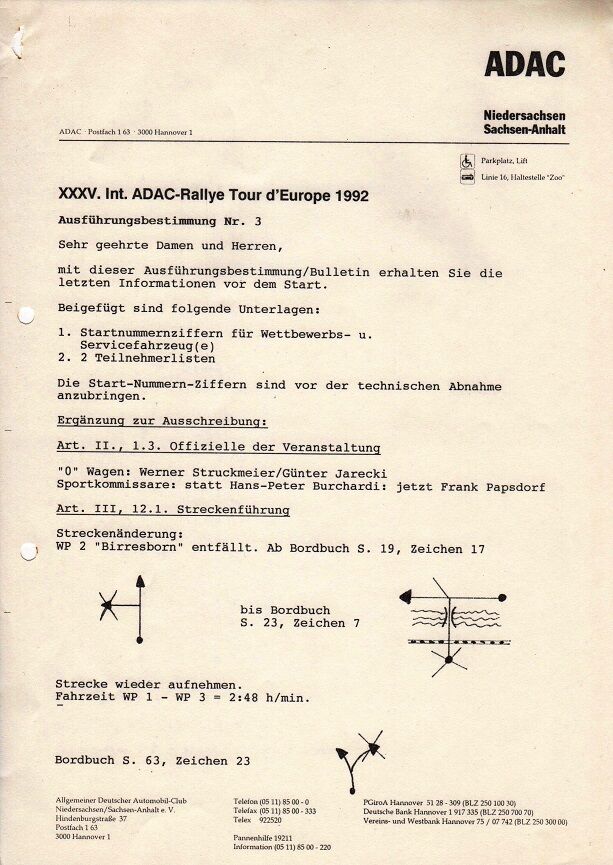 ADAC
Niedersachsen
Sachsen-Anhalt
ADAC · Postfach 1 63 · 3000 Hannover 1
Parkplatz, Lift
Linie 16, Haltestelle "Zoo"
XXXV. Int. ADAC-Rallye Tour d'Europe 1992
Ausführungsbestimmung Nr. 3
Sehr geehrte Damen und Herren,
mit dieser Ausführungsbestimmung/Bulletin erhalten Sie die
letzten Informationen vor dem Start.
Beigefügt sind folgende Unterlagen:
1. Startnummernziffern für Wettbewerbs- u.
Servicefahrzeug(e)
2. 2 Teilnehmerlisten
Die Start-Nummern-Ziffern sind vor der technischen Abnahme
anzubringen.
Ergänzung zur Ausschreibung:
Art. II., 1.3. Offizielle der Veranstaltung
"0" Wagen: Werner Struckmeier/Günter Jarecki
Sportkommisare: statt Hans-Peter Burchardi: jetzt Frank Papsdorf
Art. III, 12.1. Streckenführung
Streckenänderung:
WP 2 "Birresborn" entfällt. Ab Bordbuch S. 19, Zeichen 17
bis Bordbuch
S. 23, Zeichen 7
Strecke wieder aufnehmen.
Fahrzeit WP 1 - WP 3 = 2:48 h/min.
Bordbuch S. 63, Zeichen 23
Allgemeiner Deutscher Automobil-Club
Niedersachsen/Sachsen-Anhalt e. V.
Hindenburgstraße 37
Postfach 1 63
3000 Hannover 1
Telefon (05 11) 85 00 - 0
Telefax (05 11) 85 00 - 333
Telex 922520
Pannenhilfe 19211
Information (05 11) 85 00 - 220
PGiroA Hannover 51 28 - 309 (BLZ 250 100 30)
Deutsche Bank Hannover 1 917 335 (BLZ 250 700 70)
Vereins- und Westbank Hannover 75 / 07 742 (BLZ 250 300 00)